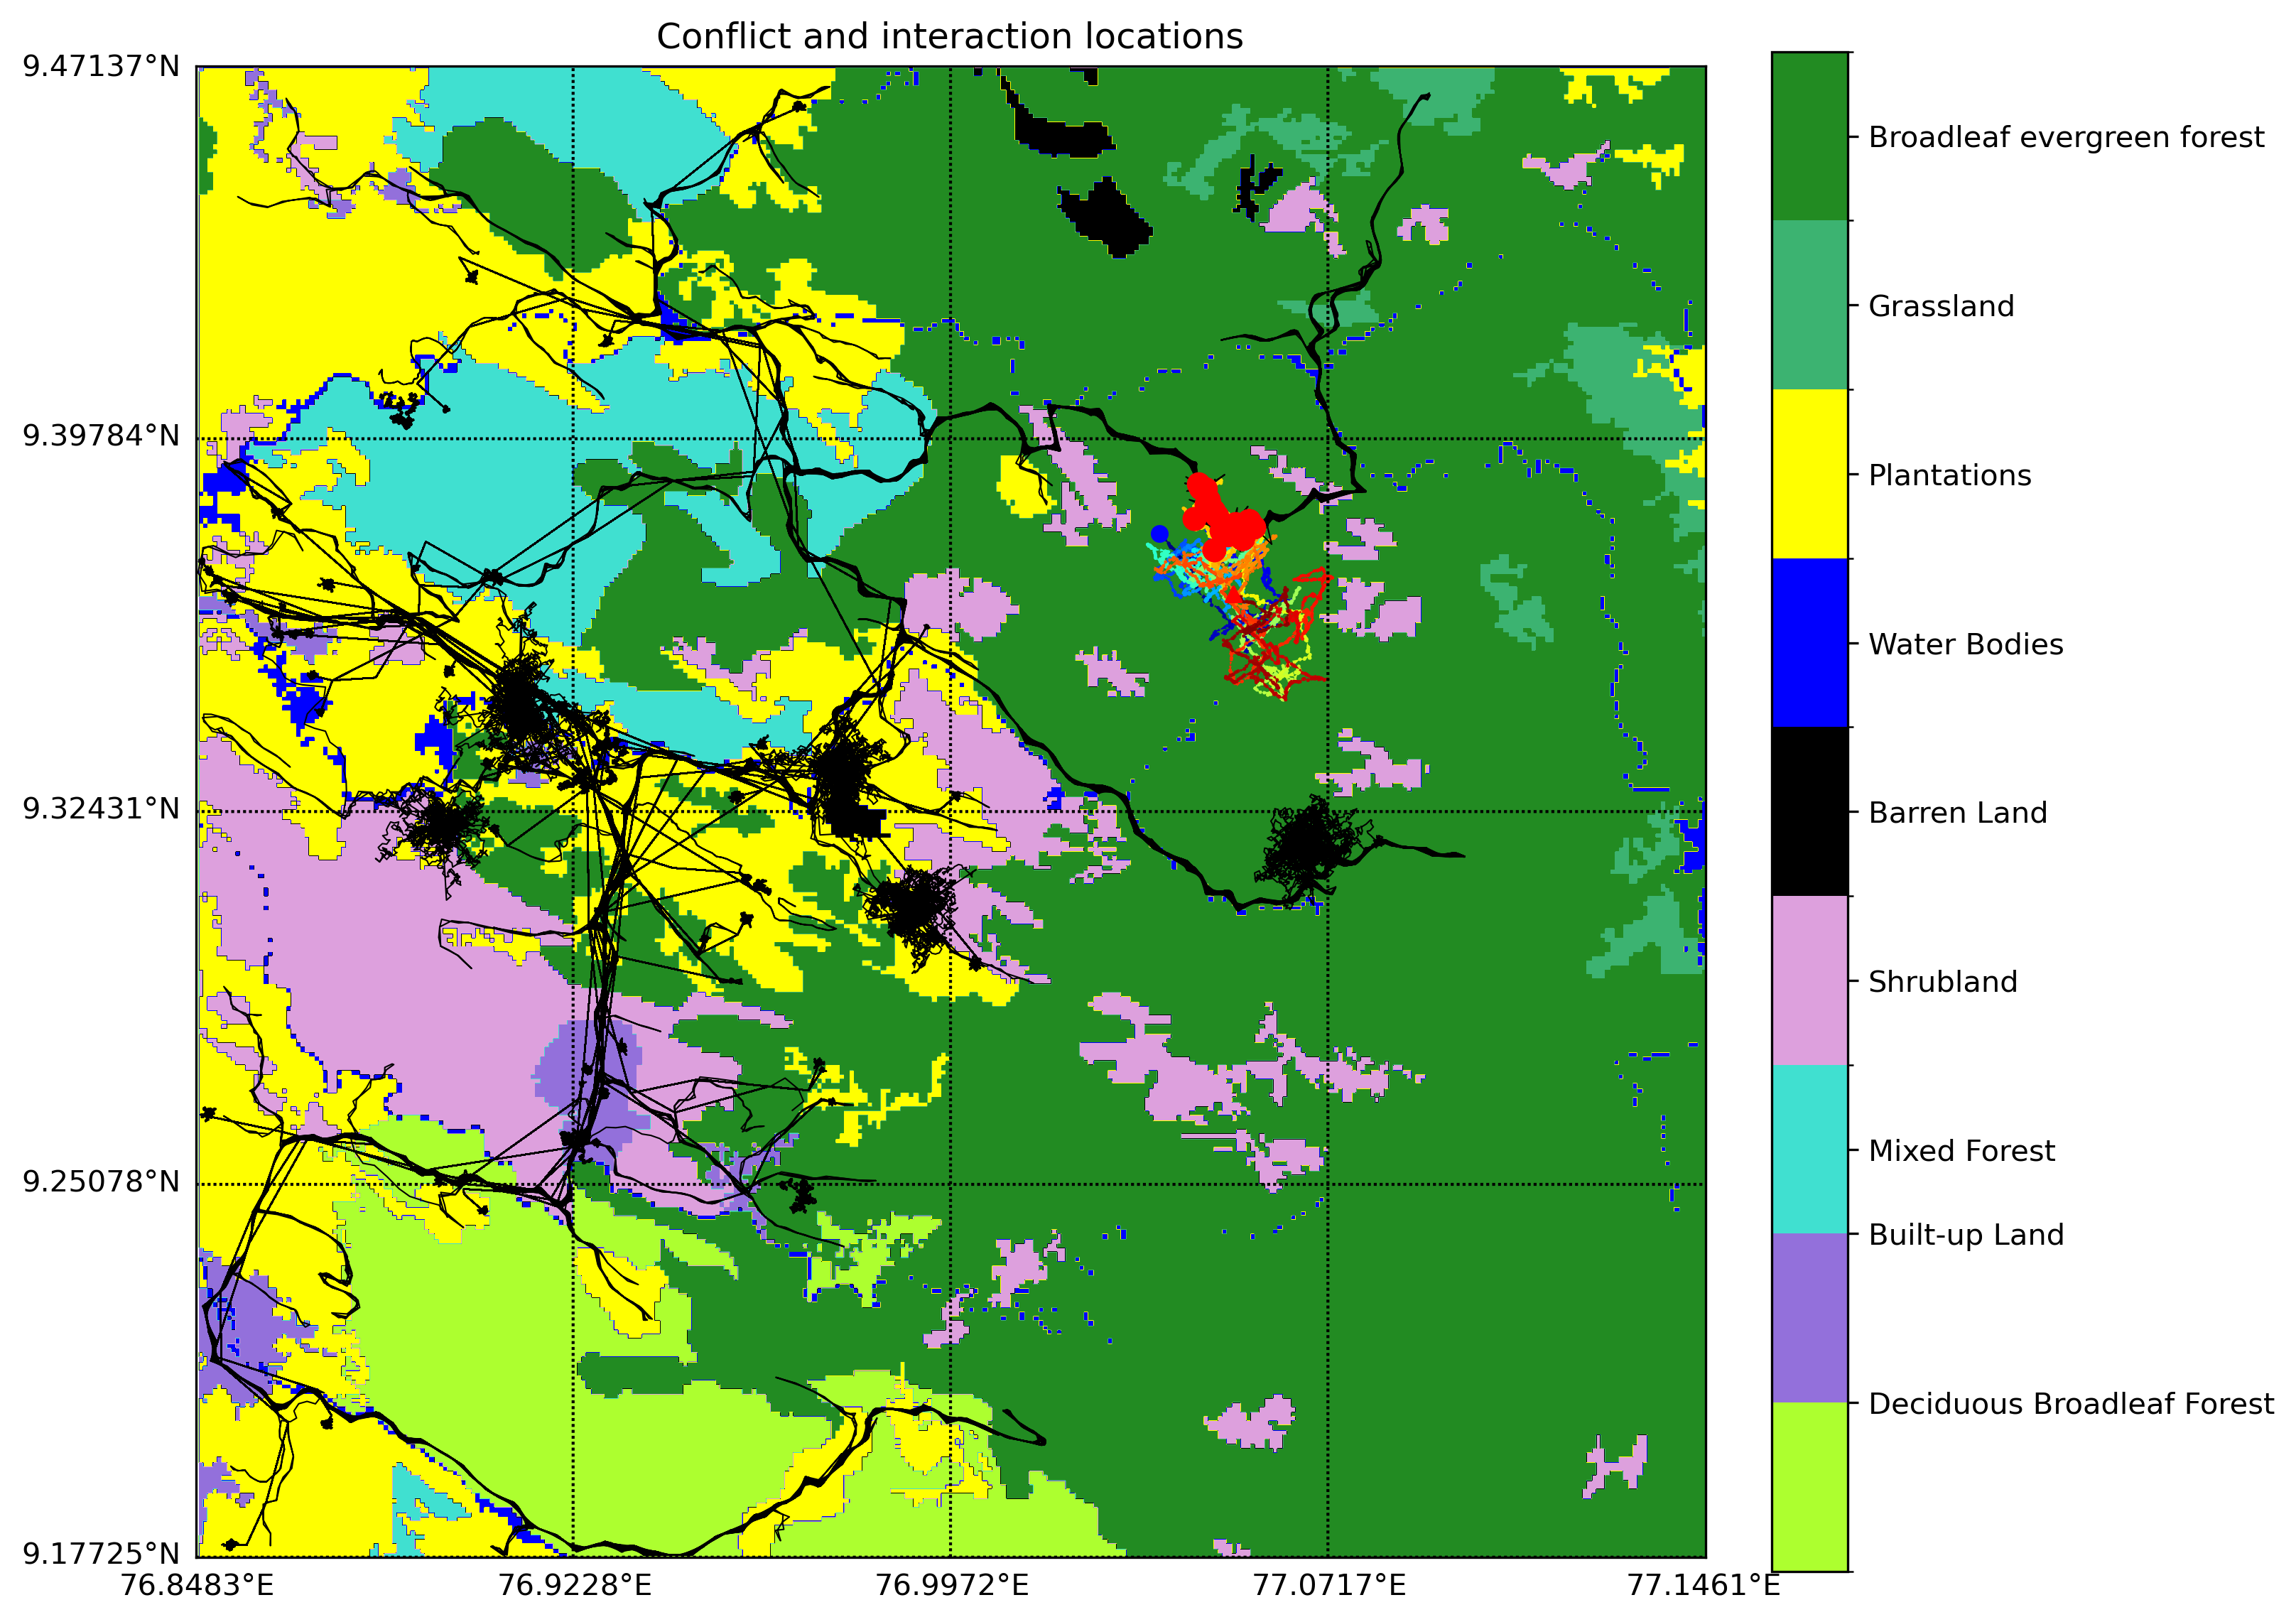 Conflict and interaction locations
9.47137°N
9.39784°N
9.32431°N
9.25078°N
9.17725°N
76.8483°E
76.9228°E
76.9972°E
77.0717°E
77.1461°E
Broadleaf evergreen forest
Grassland
Plantations
Water Bodies
Barren Land
Shrubland
Mixed Forest
Built-up Land
Deciduous Broadleaf Forest